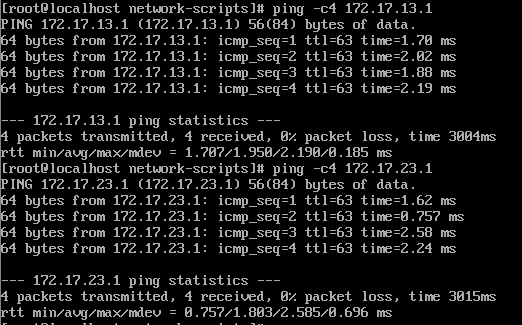 [root@localhost network-scripts]# ping -c4 172.17.13.1
PING 172.17.13.1 (172.17.13.1) 56(84) bytes of data.
64 bytes from 172.17.13.1: icmp_seq=1 ttl=63 time=1.70 ms
64 bytes from 172.17.13.1: icmp_seq=2 ttl=63 time=2.02 ms
64 bytes from 172.17.13.1: icmp_seq=3 ttl=63 time=1.88 ms
64 bytes from 172.17.13.1: icmp_seq=4 ttl=63 time=2.19 ms

--- 172.17.13.1 ping statistics ---
4 packets transmitted, 4 received, 0% packet loss, time 3004ms
rtt min/avg/max/mdev = 1.707/1.950/2.190/0.185 ms
[root@localhost network-scripts]# ping -c4 172.17.23.1
PING 172.17.23.1 (172.17.23.1) 56(84) bytes of data.
64 bytes from 172.17.23.1: icmp_seq=1 ttl=63 time=1.62 ms
64 bytes from 172.17.23.1: icmp_seq=2 ttl=63 time=0.757 ms
64 bytes from 172.17.23.1: icmp_seq=3 ttl=63 time=2.58 ms
64 bytes from 172.17.23.1: icmp_seq=4 ttl=63 time=2.24 ms

--- 172.17.23.1 ping statistics ---
4 packets transmitted, 4 received, 0% packet loss, time 3015ms
rtt min/avg/max/mdev = 0.757/1.803/2.585/0.696 ms